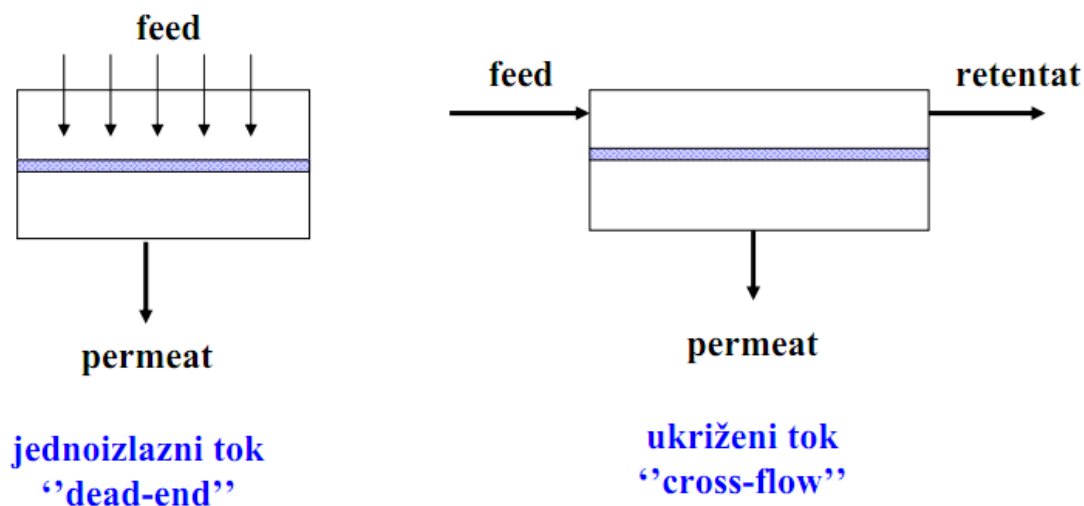 feed
permeat
jednoizlazni tok
‘’dead-end’’
feed
retentat
permeat
ukriženi tok
‘’cross-flow’’